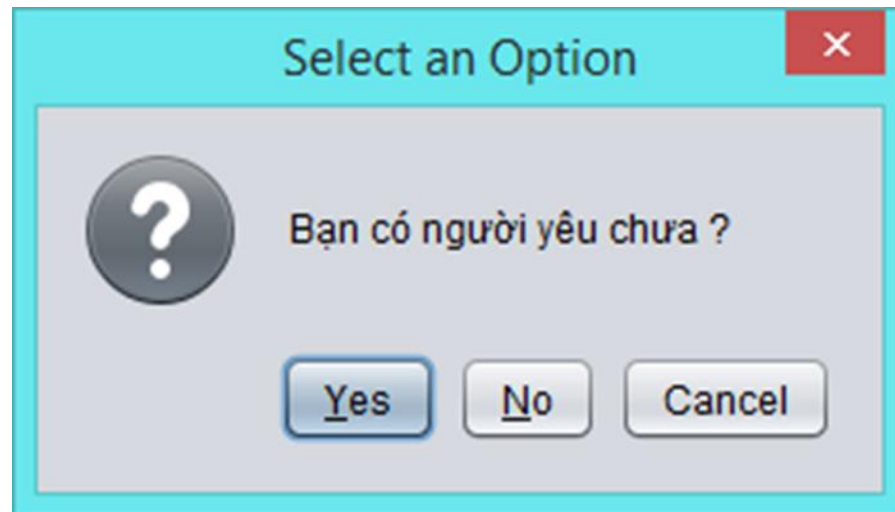 Select an Option
Bạn có người yêu chưa ?
Yes No Cancel